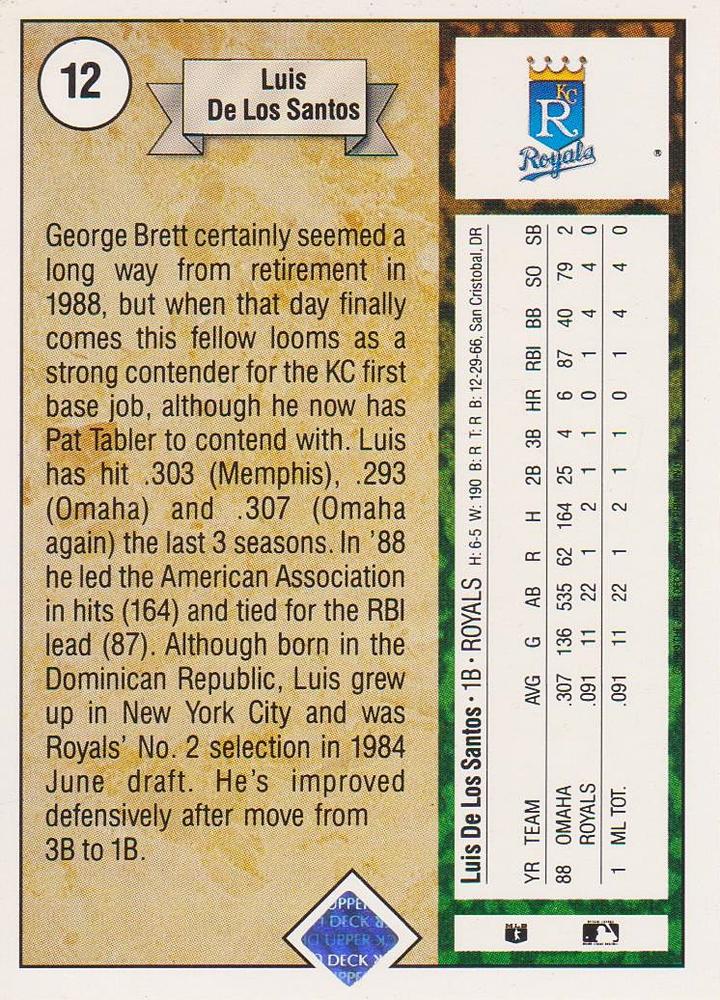 12
Luis
De Los Santos
George Brett certainly seemed a
long way from retirement in
1988, but when that day finally
comes this fellow looms as a
strong contender for the KC first
base job, although he now has
Pat Tabler to contend with. Luis
has hit .303 (Memphis), .293
(Omaha) and .307 (Omaha
again) the last 3 seasons. In '88
he led the American Association
in hits (164) and tied for the RBI
lead (87). Although born in the
Dominican Republic, Luis grew
up in New York City and was
Royals' No. 2 selection in 1984
June draft. He's improved
defensively after move from
3B to 1B.
KC
R
Royals
®
Luis De Los Santos • 1B • ROYALS H: 6-5 W: 190 B: R T: R B: 12-29-66, San Cristobal, DR
YR TEAM AVG G AB R H 2B 3B HR RBI BB SO SB
88 OMAHA .307 136 535 62 164 25 4 6 87 40 79 2
ROYALS .091 11 22 1 2 1 1 0 1 4 4 0
1 ML TOT. .091 11 22 1 2 1 1 0 1 4 4 0
UPPER
DECK
UPPER
DECK
UPPE